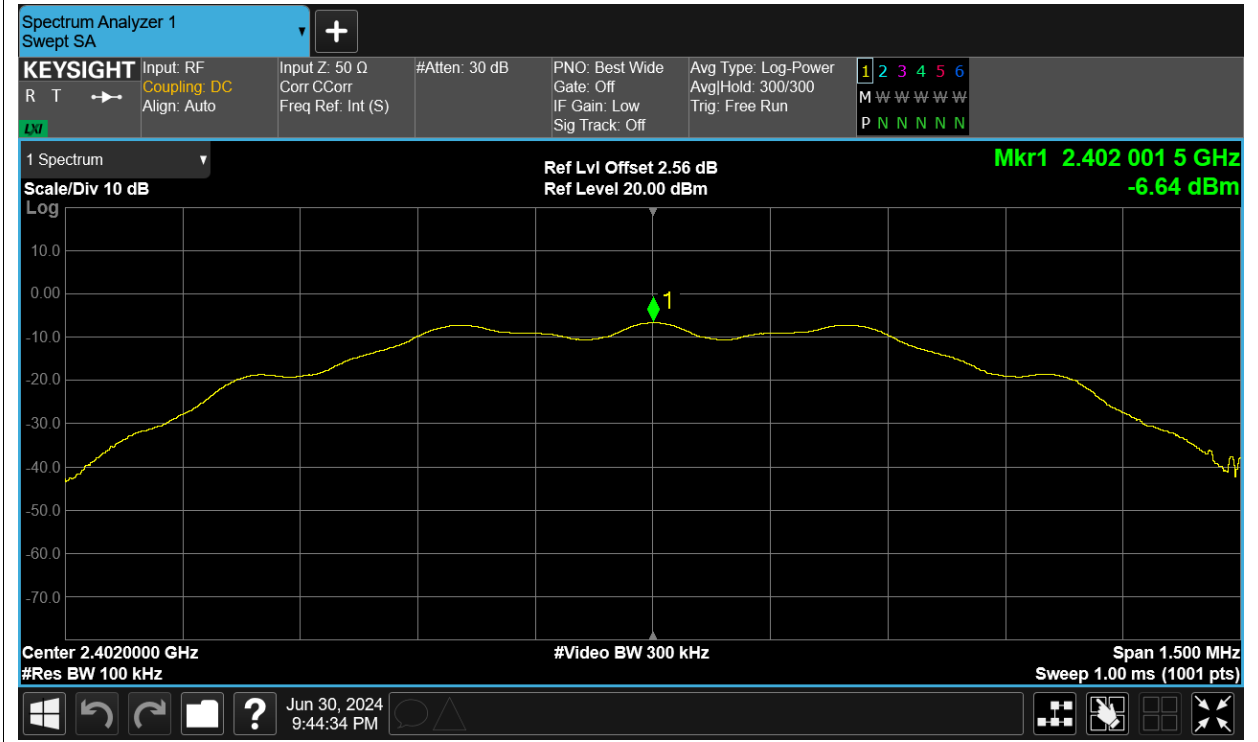 Spectrum Analyzer 1
Swept SA
KEYSIGHT
R T
LXI
Input: RF
Coupling: DC
Align: Auto
Input Z: 50 Ω
Corr CCorr
Freq Ref: Int (S)
#Atten: 30 dB
PNO: Best Wide
Gate: Off
IF Gain: Low
Sig Track: Off
Avg Type: Log-Power
Avg|Hold: 300/300
Trig: Free Run
1 2 3 4 5 6
M W W W W W
P N N N N N
1 Spectrum
Scale/Div 10 dB
Ref Lvl Offset 2.56 dB
Ref Level 20.00 dBm
Mkr1 2.402 001 5 GHz
-6.64 dBm
Log
10.0
0.00
-10.0
-20.0
-30.0
-40.0
-50.0
-60.0
-70.0
1
Center 2.4020000 GHz
#Res BW 100 kHz
#Video BW 300 kHz
Span 1.500 MHz
Sweep 1.00 ms (1001 pts)
?
Jun 30, 2024
9:44:34 PM